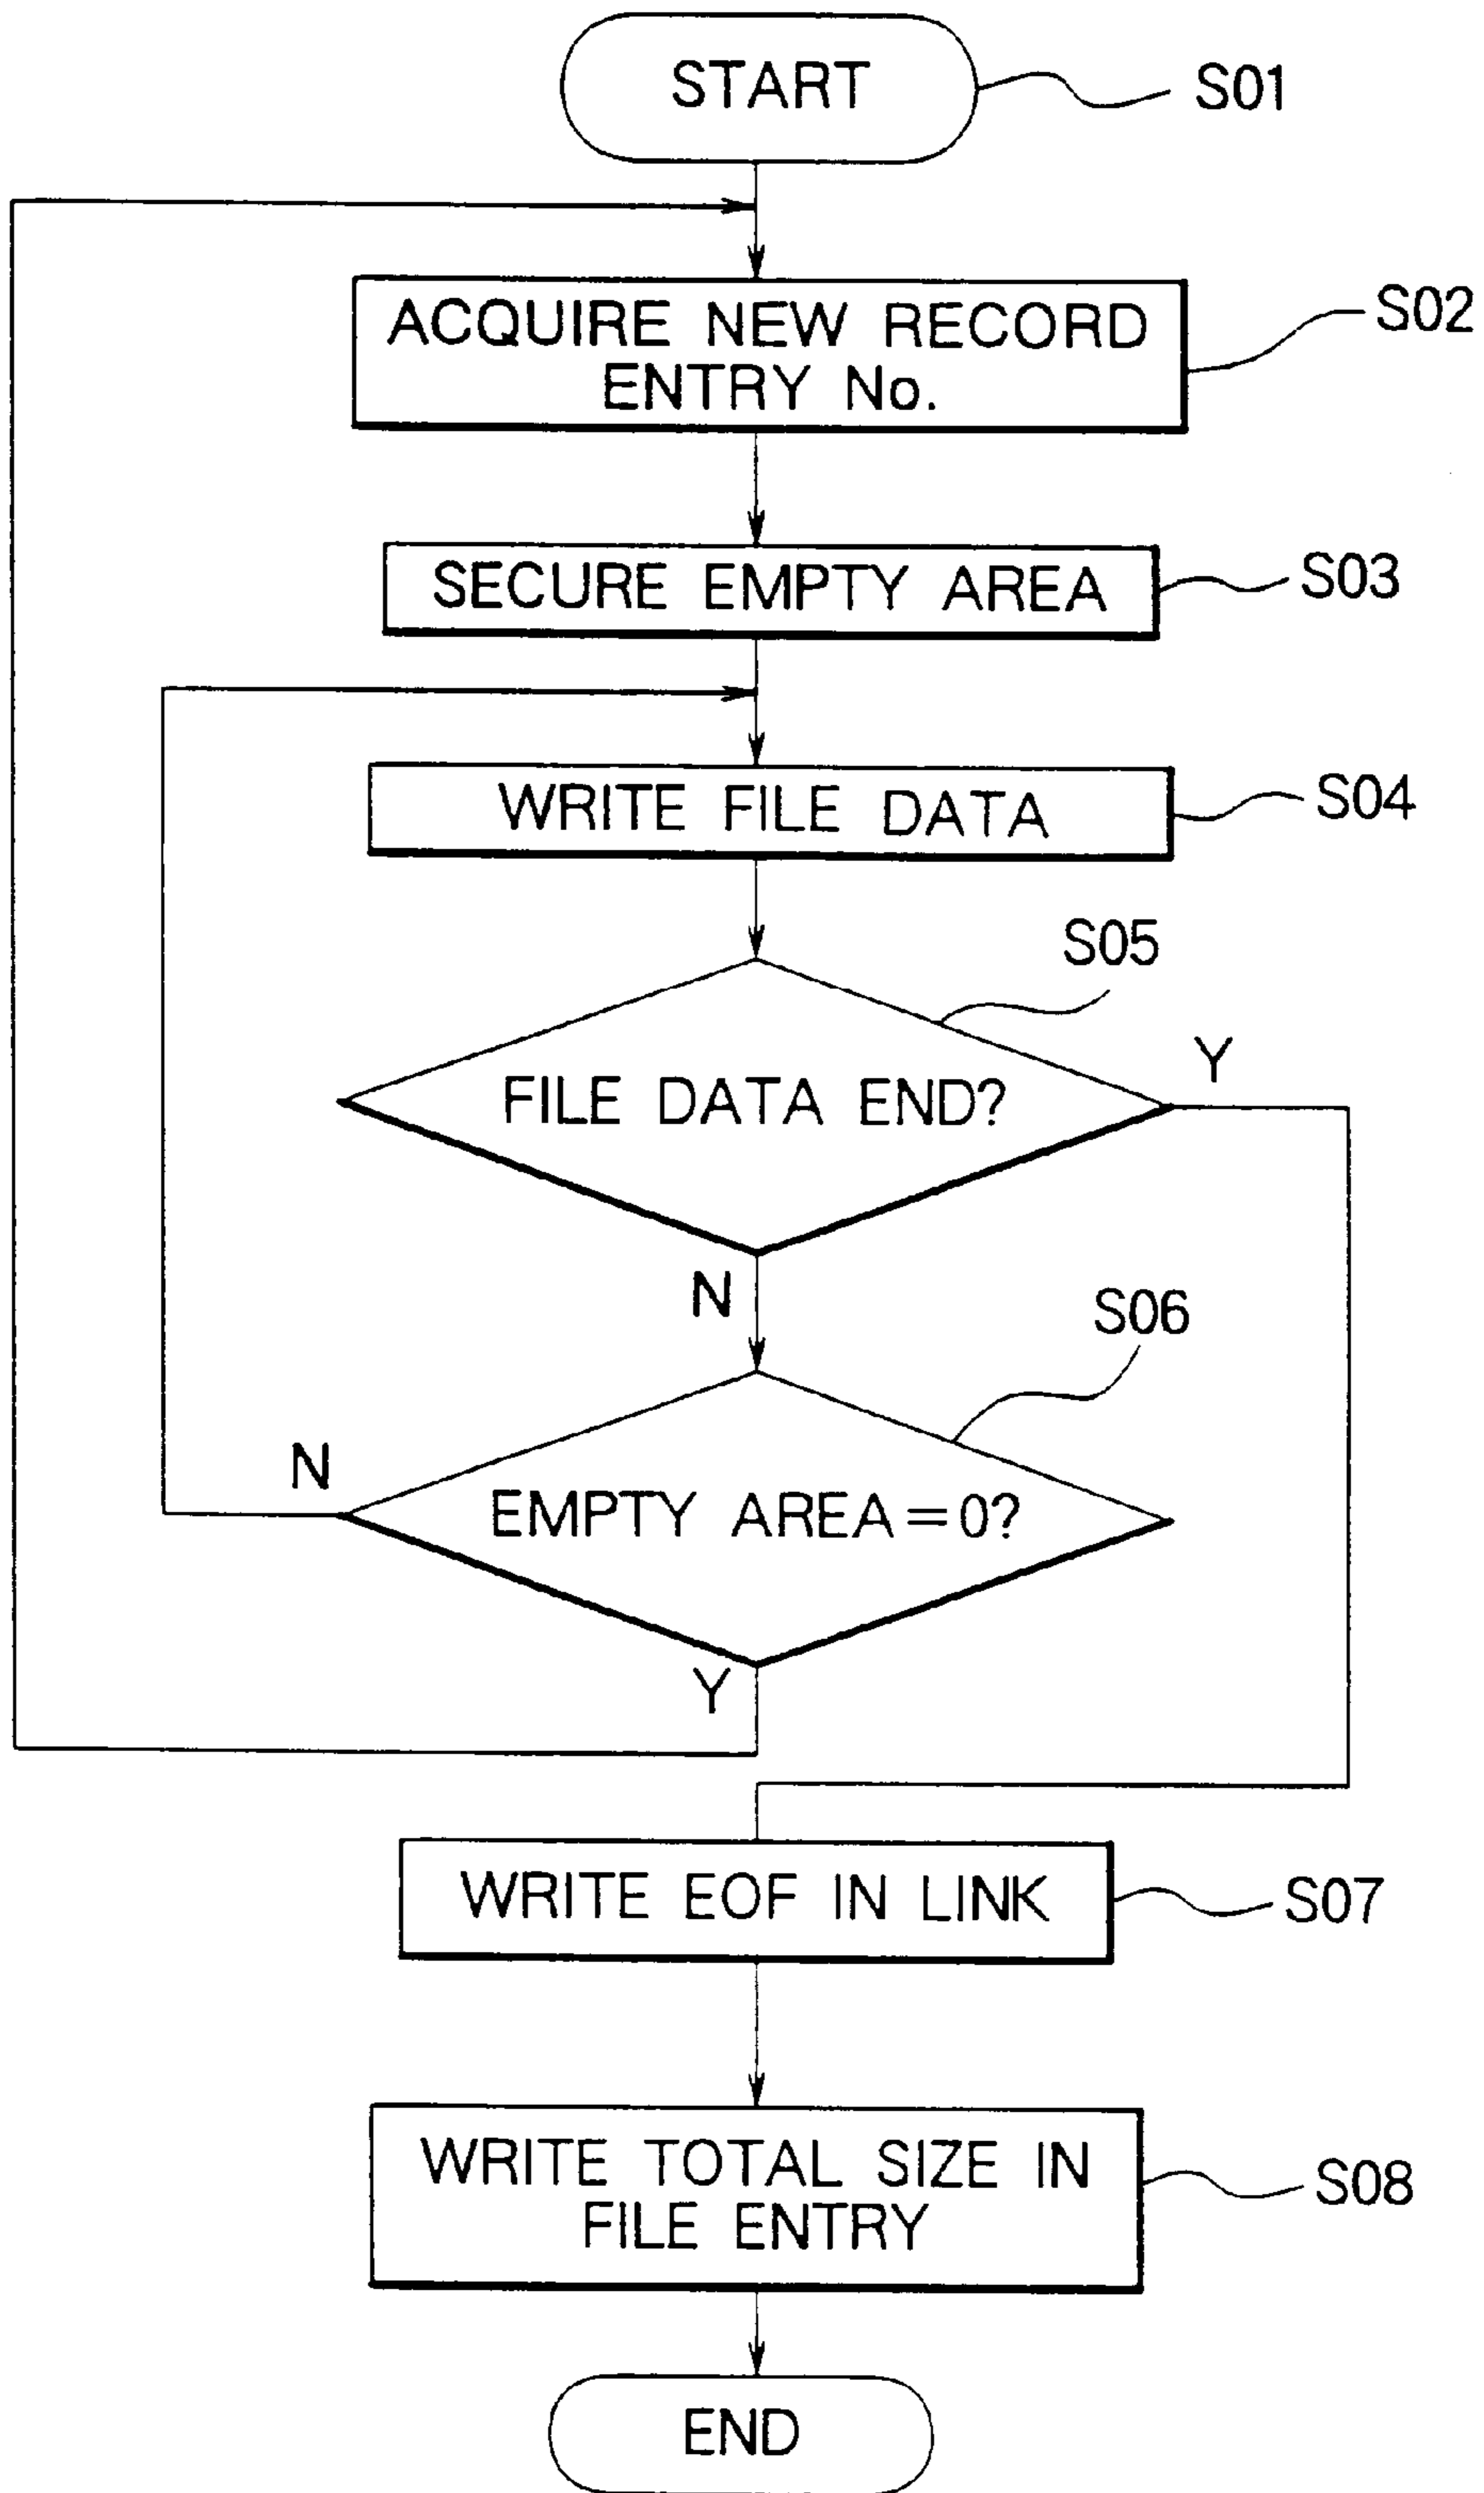 START
S01
ACQUIRE NEW RECORD
ENTRY No.
S02
SECURE EMPTY AREA
S03
WRITE FILE DATA
S04
S05
FILE DATA END?
Y
N
S06
N
EMPTY AREA=0?
Y
WRITE EOF IN LINK
S07
WRITE TOTAL SIZE IN
FILE ENTRY
S08
END